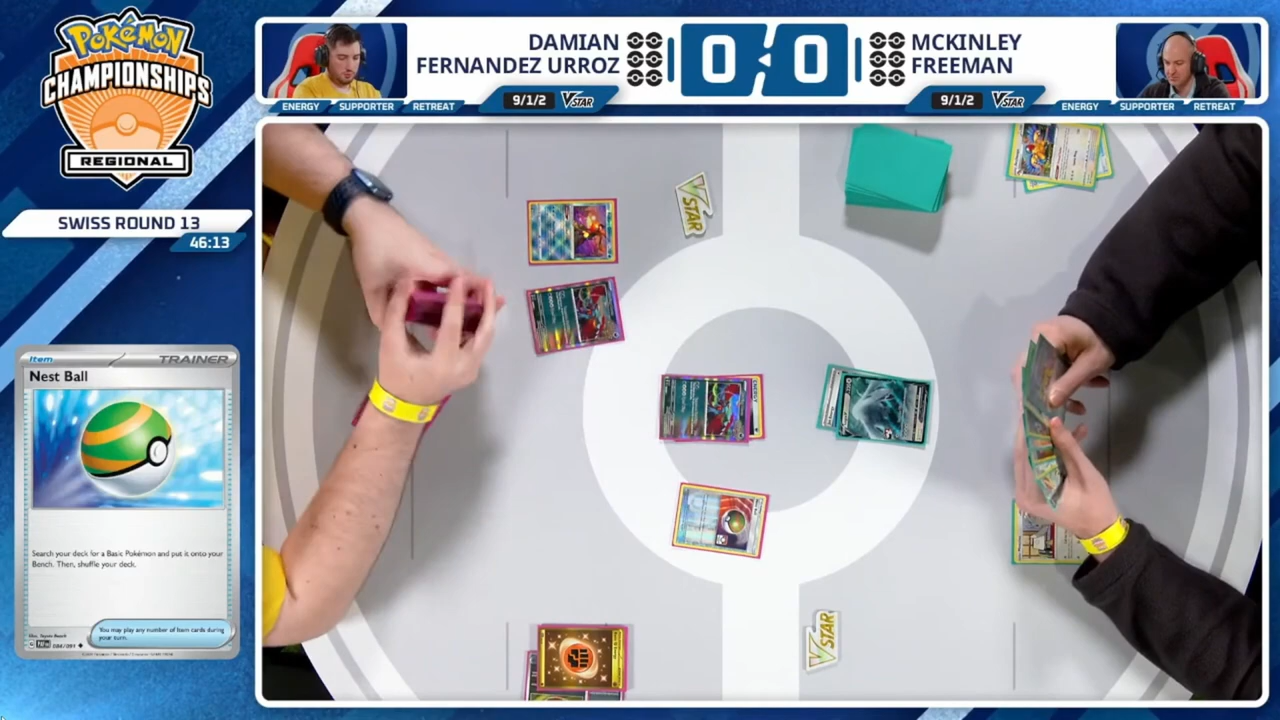 Pokémon
CHAMPIONSHIPS
REGIONAL
SWISS ROUND 13
46:13
DAMIAN
FERNANDEZ URROZ
0 0
MCKINLEY
FREEMAN
ENERGY SUPPORTER RETREAT
9/1/2 VSTAR
9/1/2 VSTAR
ENERGY SUPPORTER RETREAT
Item TRAINER
Nest Ball
Search your deck for a Basic Pokémon and put it onto your
Bench. Then, shuffle your deck.
You may play any number of Item cards during
your turn.
VSTAR
VSTAR